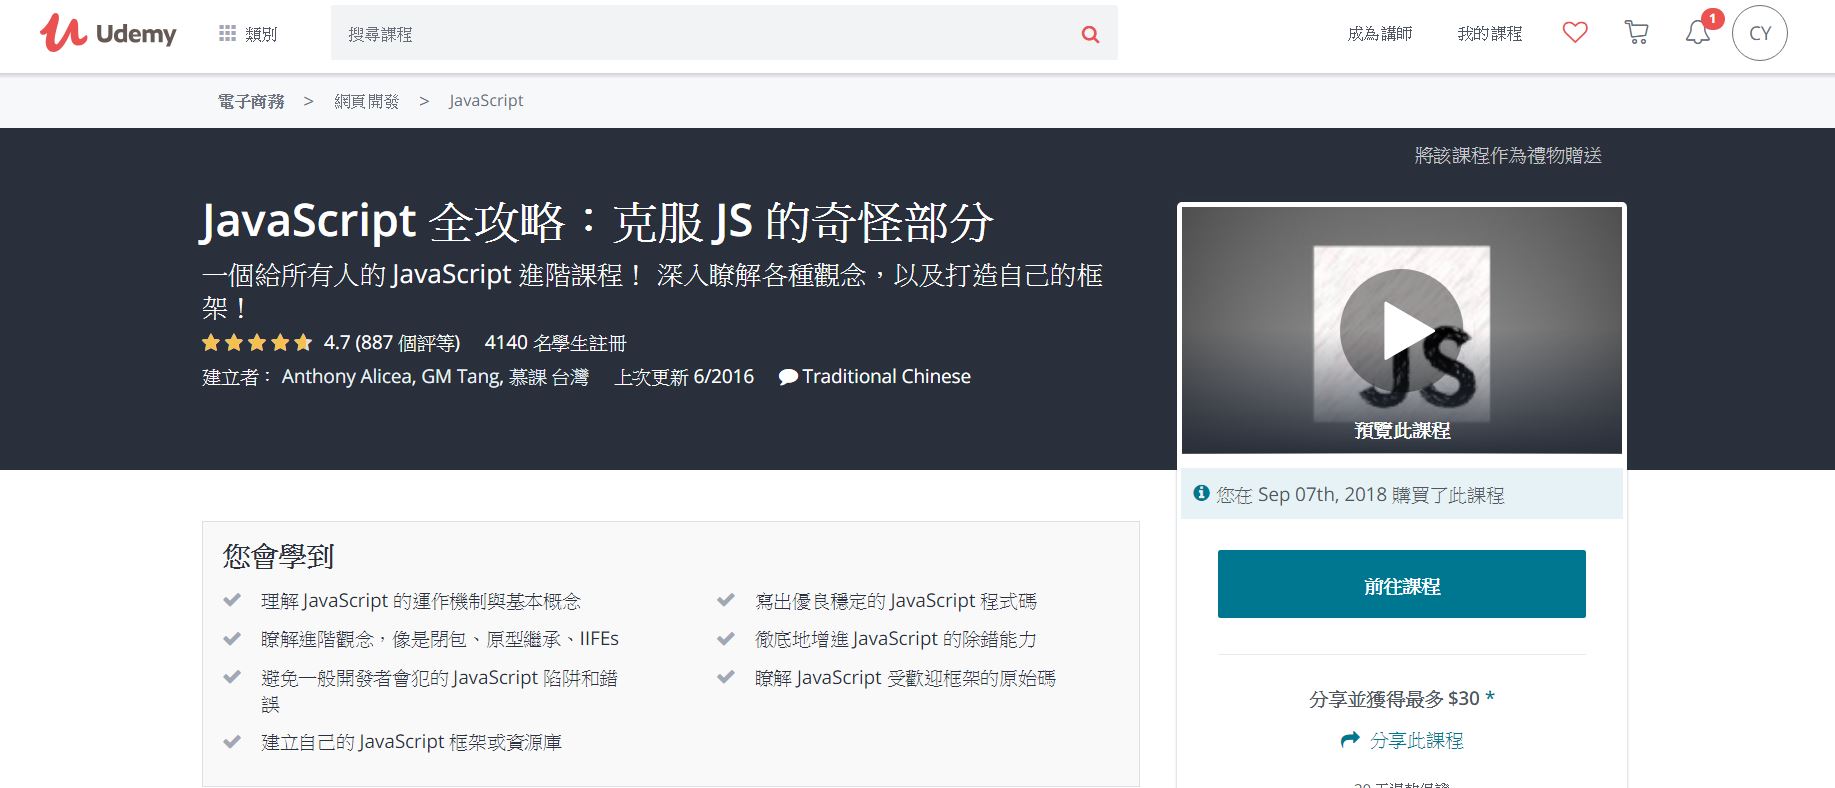 Udemy
類別
搜尋課程
成為講師
我的課程
1
CY
電子商務 > 網頁開發 > JavaScript
將該課程作為禮物贈送
JavaScript 全攻略：克服 JS 的奇怪部分
一個給所有人的 JavaScript 進階課程！ 深入瞭解各種觀念，以及打造自己的框
架！
4.7 (887 個評等) 4140 名學生註冊
建立者： Anthony Alicea, GM Tang, 慕課 台灣 上次更新 6/2016 Traditional Chinese
JS
預覽此課程
您在 Sep 07th, 2018 購買了此課程
前往課程
分享並獲得最多 $30 *
分享此課程
您會學到
理解 JavaScript 的運作機制與基本概念
瞭解進階觀念，像是閉包、原型繼承、IIFEs
避免一般開發者會犯的 JavaScript 陷阱和錯
誤
建立自己的 JavaScript 框架或資源庫
寫出優良穩定的 JavaScript 程式碼
徹底地增進 JavaScript 的除錯能力
瞭解 JavaScript 受歡迎框架的原始碼